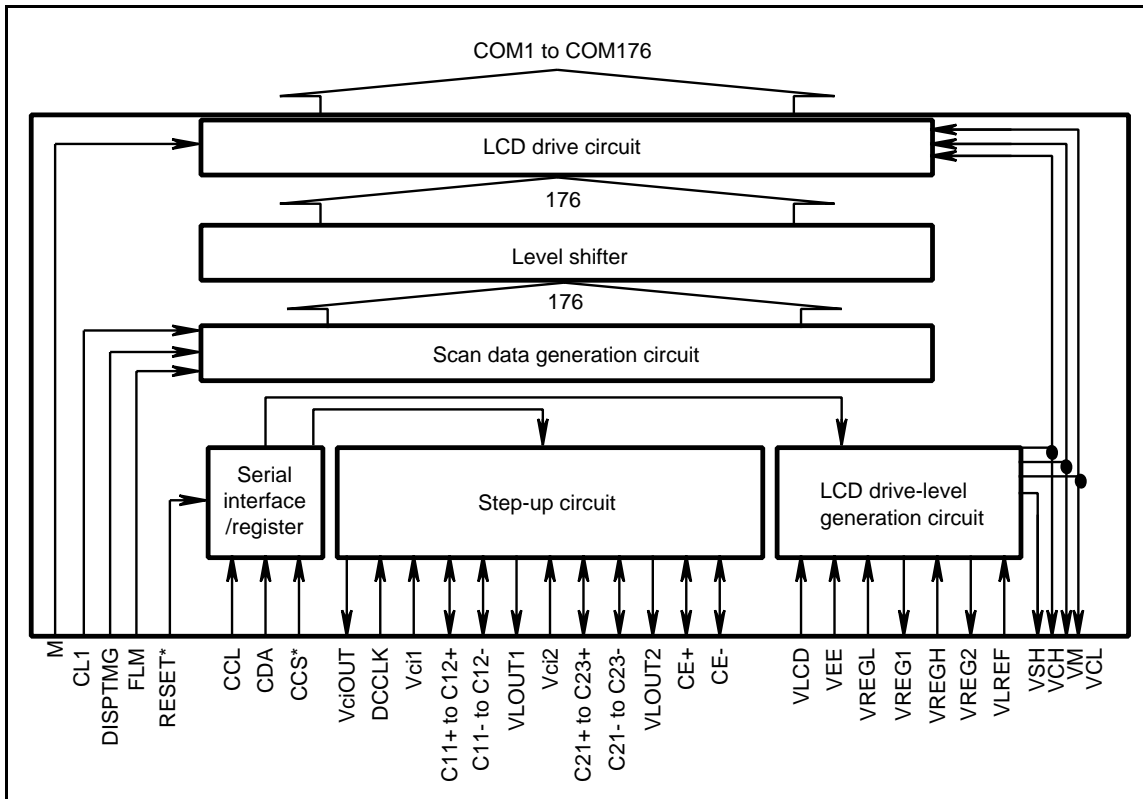 COM1 to COM176
LCD drive circuit
176
Level shifter
176
Scan data generation circuit
Serial
interface
/register
Step-up circuit
LCD drive-level
generation circuit
M
CL1
DISPTMG
FLM
RESET*
CCL
CDA
CCS*
VciOUT
DCCLK
Vci1
C11+ to C12+
C11- to C12-
VLOUT1
Vci2
C21+ to C23+
C21- to C23-
VLOUT2
CE+
CE-
VLCD
VEE
VREGL
VREG1
VREGH
VREG2
VLREF
VSH
VCH
VM
VCL